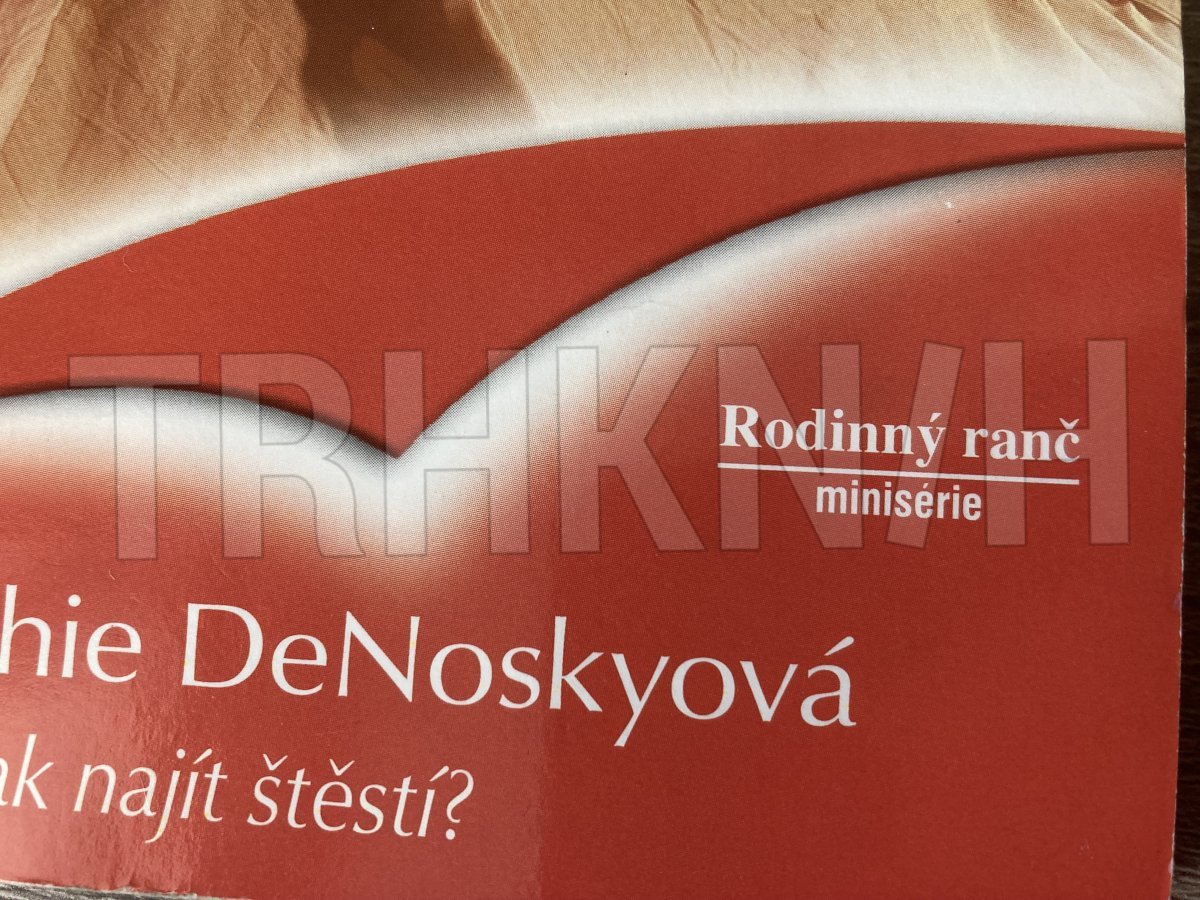 TRHKNIH
Rodinný ranč
minisérie
hie DeNoskyová
ak najít štěstí?